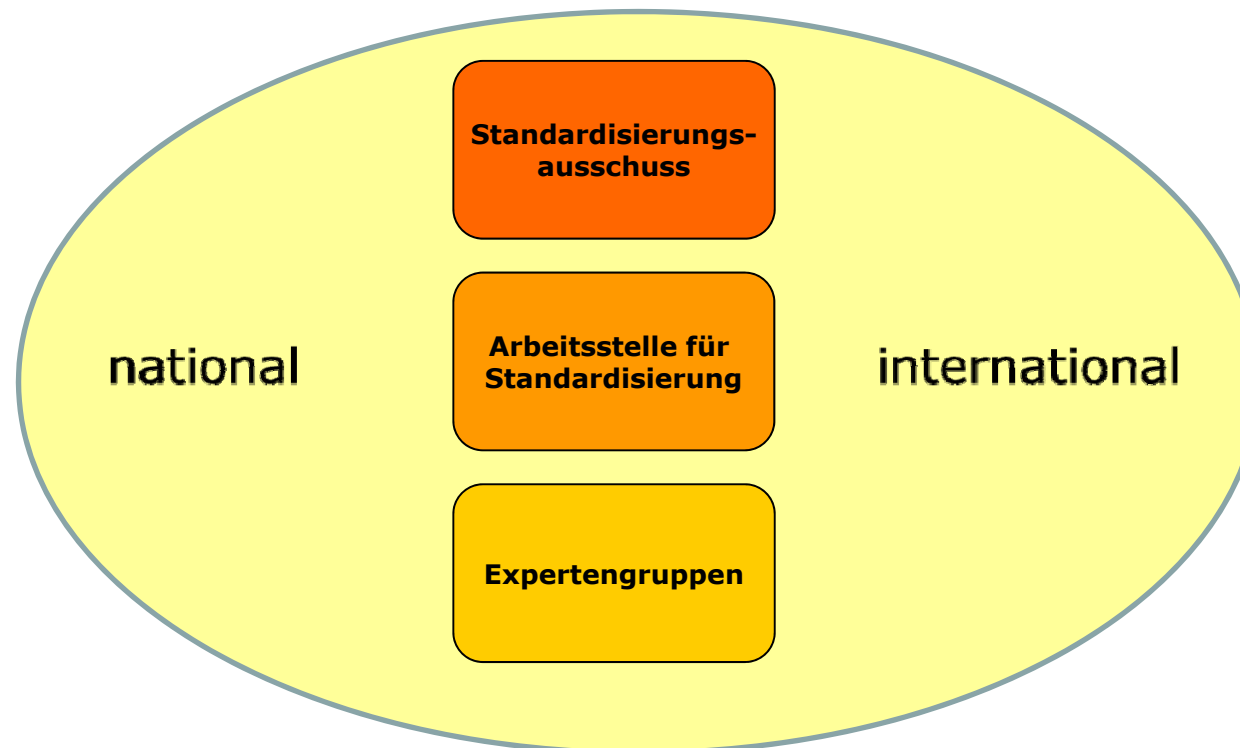 Standardisierungs-
ausschuss
national
Arbeitsstelle für
Standardisierung
international
Expertengruppen